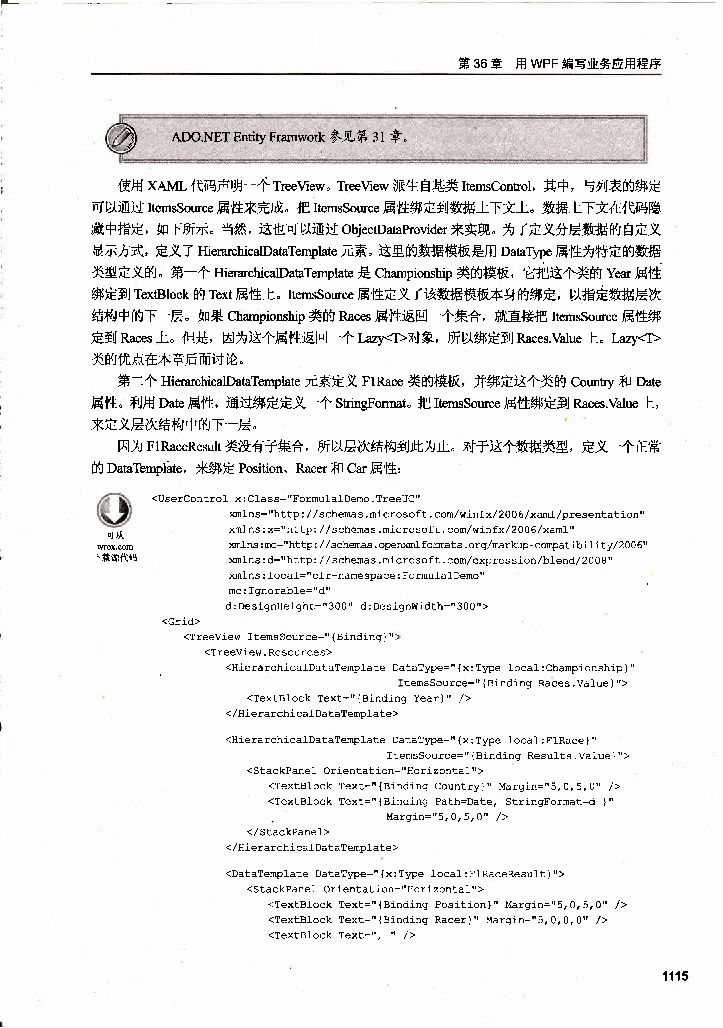 第 36 章 用 WPF 编写业务应用程序
ADO.NET Entity Framwork 参见第 31 章。
使用 XAML 代码声明一个 TreeView。TreeView 派生自基类 ItemsControl，其中，与列表的绑定
可以通过 ItemsSource 属性来完成。把 ItemsSource 属性绑定到数据上下文上。数据上下文在代码隐
藏中指定，如下所示。当然，这也可以通过 ObjectDataProvider 来实现。为了定义分层数据的自定义
显示方式，定义了 HierarchicalDataTemplate 元素。这里的数据模板是用 DataType 属性为特定的数据
类型定义的。第一个 HierarchicalDataTemplate 是 Championship 类的模板，它把这个类的 Year 属性
绑定到 TextBlock 的 Text 属性上。ItemsSource 属性定义了该数据模板本身的绑定，以指定数据层次
结构中的下一层。如果 Championship 类的 Races 属性返回一个集合，就直接把 ItemsSource 属性绑
定到 Races 上。但是，因为这个属性返回一个 Lazy<T>对象，所以绑定到 Races.Value 上。Lazy<T>
类的优点在本章后面讨论。
第二个 HierarchicalDataTemplate 元素定义 F1Race 类的模板，并绑定这个类的 Country 和 Date
属性。利用 Date 属性，通过绑定定义一个 StringFormat。把 ItemsSource 属性绑定到 Races.Value 上，
来定义层次结构中的下一层。
因为 F1RaceResult 类没有子集合，所以层次结构到此为止。对于这个数据类型，定义一个正常
的 DataTemplate，来绑定 Position、Racer 和 Car 属性：
可从
wrox.com
下载源代码
<UserControl x:Class="Formula1Demo.TreeUC"
xmlns="http://schemas.microsoft.com/winfx/2006/xaml/presentation"
xmlns:x="http://schemas.microsoft.com/winfx/2006/xaml"
xmlns:mc="http://schemas.openxmlformats.org/markup-compatibility/2006"
xmlns:d="http://schemas.microsoft.com/expression/blend/2008"
xmlns:local="clr-namespace:Formula1Demo"
mc:Ignorable="d"
d:DesignHeight="300" d:DesignWidth="300">
<Grid>
<TreeView ItemsSource="{Binding}">
<TreeView.Resources>
<HierarchicalDataTemplate DataType="{x:Type local:Championship}"
ItemsSource="{Binding Races.Value}">
<TextBlock Text="{Binding Year}" />
</HierarchicalDataTemplate>
<HierarchicalDataTemplate DataType="{x:Type local:F1Race}"
ItemsSource="{Binding Results.Value}">
<StackPanel Orientation="Horizontal">
<TextBlock Text="{Binding Country}" Margin="5,0,5,0" />
<TextBlock Text="{Binding Path=Date, StringFormat=d }"
Margin="5,0,5,0" />
</StackPanel>
</HierarchicalDataTemplate>
<DataTemplate DataType="{x:Type local:F1RaceResult}">
<StackPanel Orientation="Horizontal">
<TextBlock Text="{Binding Position}" Margin="5,0,5,0" />
<TextBlock Text="{Binding Racer}" Margin="5,0,0,0" />
<TextBlock Text=", " />
1115